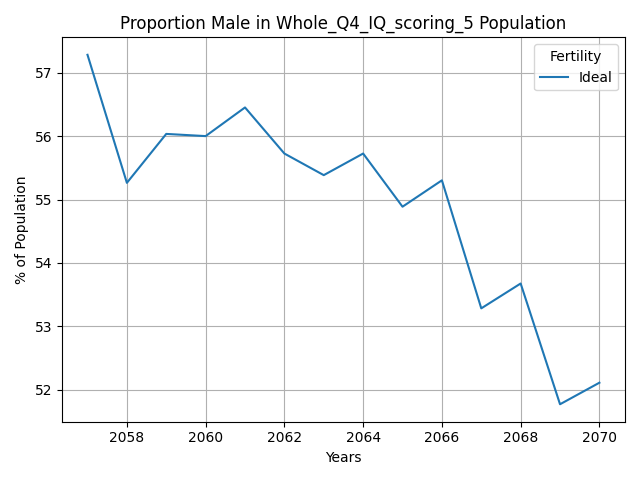 Proportion Male in Whole_Q4_IQ_scoring_5 Population
% of Population
57
56
55
54
53
52
Fertility
Ideal
2058 2060 2062 2064 2066 2068 2070
Years